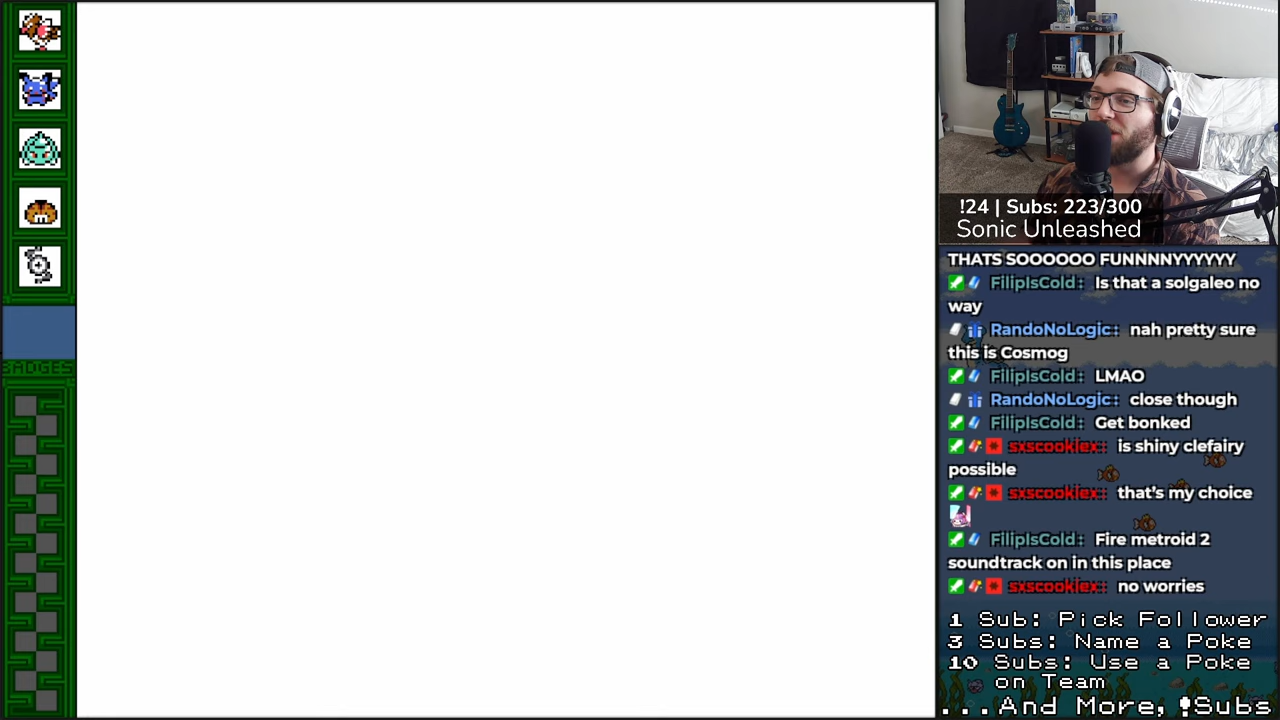 !24 | Subs: 223/300
Sonic Unleashed
THATS SOOOOOO FUNNNNYYYYYY
FilipIsCold: Is that a solgaleo no
way
RandoNoLogic: nah pretty sure
this is Cosmog
FilipIsCold: LMAO
RandoNoLogic: close though
FilipIsCold: Get bonked
sxscookiex: is shiny clefairy
possible
sxscookiex: that's my choice
FilipIsCold: Fire metroid 2
soundtrack on in this place
sxscookiex: no worries
BADGES
1 Sub: Pick Follower
3 Subs: Name a Poke
10 Subs: Use a Poke
on Team
...And More, !Subs